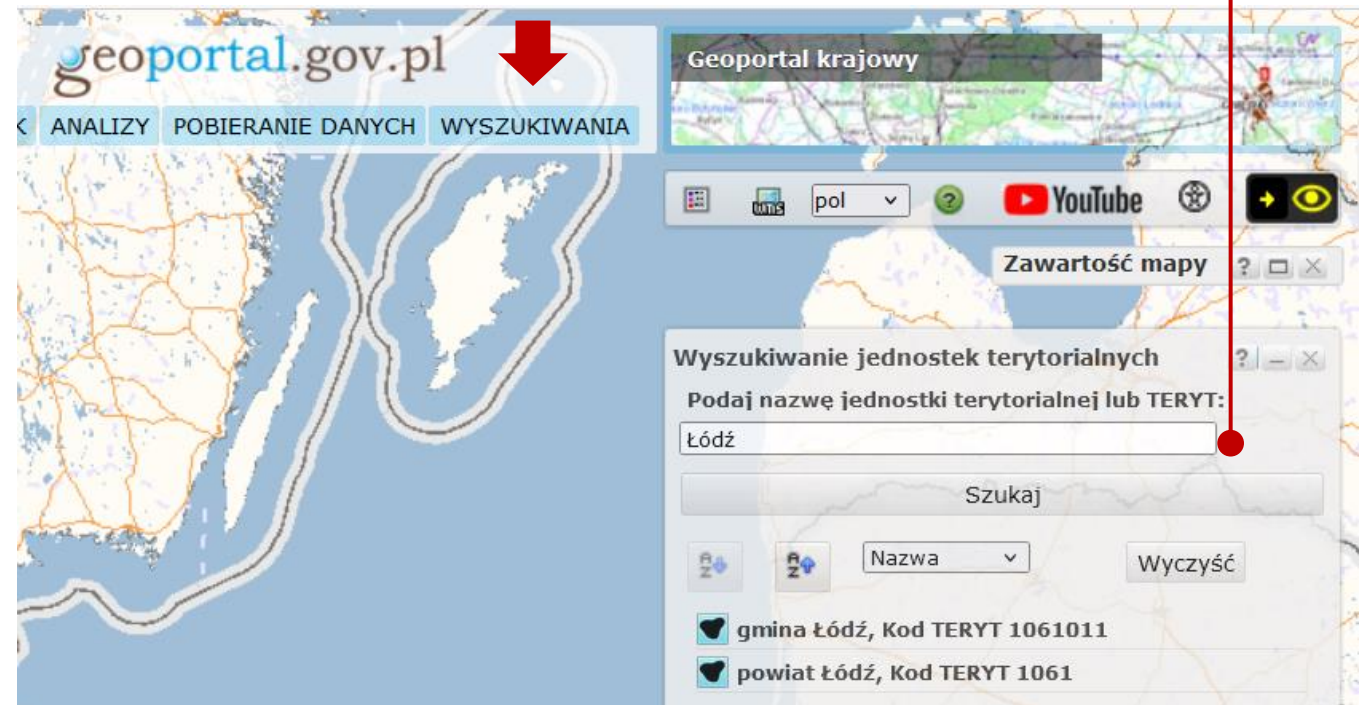 geoportal.gov.pl
ANALIZY POBIERANIE DANYCH WYSZUKIWANIA
Geoportal krajowy
wms pol ? YouTube
Zawartość mapy ?
Wyszukiwanie jednostek terytorialnych ?
Podaj nazwę jednostki terytorialnej lub TERYT:
Łódź
Szukaj
A Z A Z Nazwa Wyczyść
gmina Łódź, Kod TERYT 1061011
powiat Łódź, Kod TERYT 1061